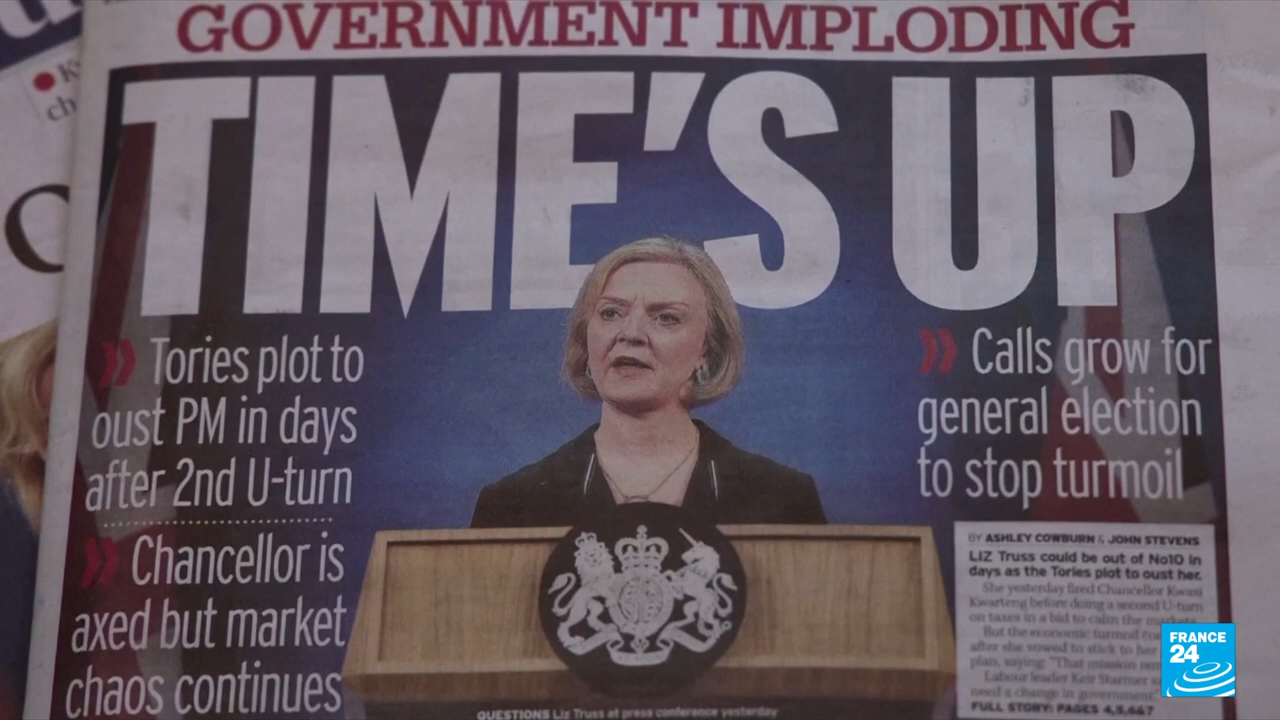 GOVERNMENT IMPLODING
TIME'S UP
» Tories plot to
oust PM in days
after 2nd U-turn
» Chancellor is
axed but market
chaos continues
» Calls grow for
general election
to stop turmoil
BY ASHLEY COWBURN & JOHN STEVENS
LIZ Truss could be out of No10 in
days as the Tories plot to oust her.
She yesterday fired Chancellor Kwasi
Kwarteng before doing a second U-turn
on taxes in a bid to calm the markets.
But the economic turmoil
after she vowed to stick to her
plan, saying: "That mission
Labour leader Keir Starmer
need a change in government."
FULL STORY: PAGES 4,5,6&7
QUESTIONS Liz Truss at press conference yesterday
FRANCE
24